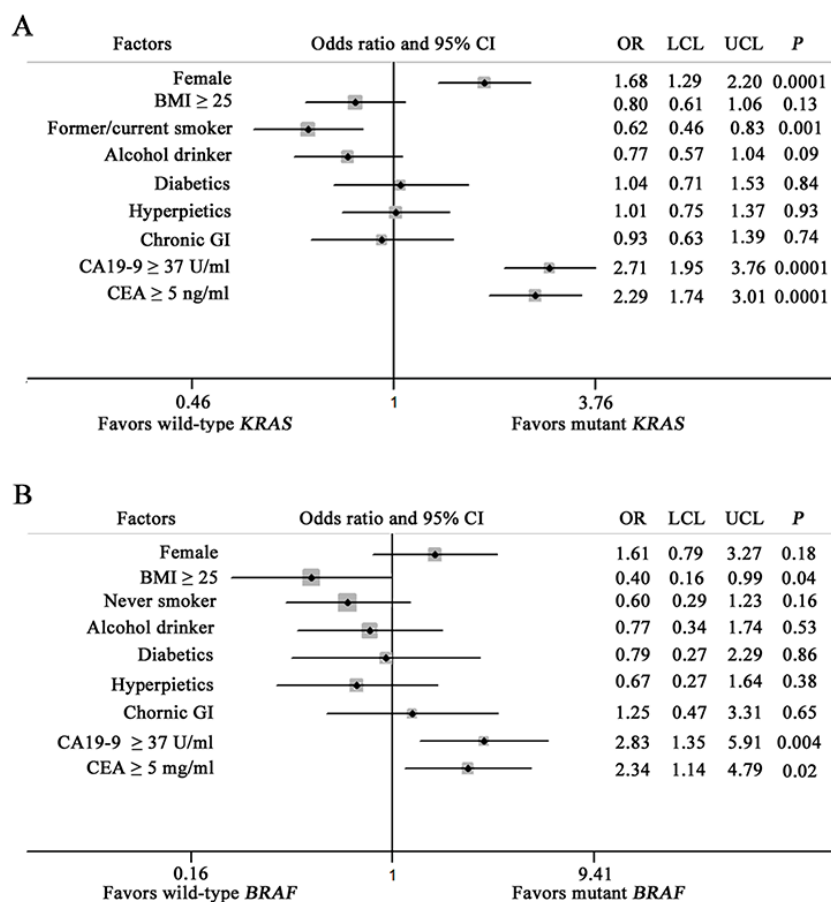 A
Factors Odds ratio and 95% CI OR LCL UCL P
Female 1.68 1.29 2.20 0.0001
BMI ≥ 25 0.80 0.61 1.06 0.13
Former/current smoker 0.62 0.46 0.83 0.001
Alcohol drinker 0.77 0.57 1.04 0.09
Diabetics 1.04 0.71 1.53 0.84
Hyperpietics 1.01 0.75 1.37 0.93
Chronic GI 0.93 0.63 1.39 0.74
CA19-9 ≥ 37 U/ml 2.71 1.95 3.76 0.0001
CEA ≥ 5 ng/ml 2.29 1.74 3.01 0.0001
0.46 1 3.76
Favors wild-type KRAS Favors mutant KRAS
B
Factors Odds ratio and 95% CI OR LCL UCL P
Female 1.61 0.79 3.27 0.18
BMI ≥ 25 0.40 0.16 0.99 0.04
Never smoker 0.60 0.29 1.23 0.16
Alcohol drinker 0.77 0.34 1.74 0.53
Diabetics 0.79 0.27 2.29 0.86
Hyperpietics 0.67 0.27 1.64 0.38
Chornic GI 1.25 0.47 3.31 0.65
CA19-9 ≥ 37 U/ml 2.83 1.35 5.91 0.004
CEA ≥ 5 mg/ml 2.34 1.14 4.79 0.02
0.16 1 9.41
Favors wild-type BRAF Favors mutant BRAF